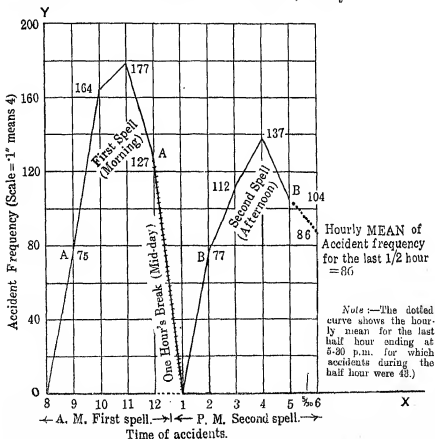 Y
200
160
120
80
40
0
Accident Frequency (Scale=·1" means 4)
164
177
127
A
A
75
First Spell
(Morning)
One Hour's Break (Mid-day)
137
112
B
104
86
B
77
Second Spell
(Afternoon)
Hourly MEAN of
Accident frequency
for the last 1/2 hour
=86
Note :—The dotted
curve shows the hour-
ly mean for the last
half hour ending at
5-30 p.m. for which
accidents during the
half hour were 43.)
8 9 10 11 12 1 2 3 4 5 5/30 6 X
A. M. First spell. P. M. Second spell.
Time of accidents.